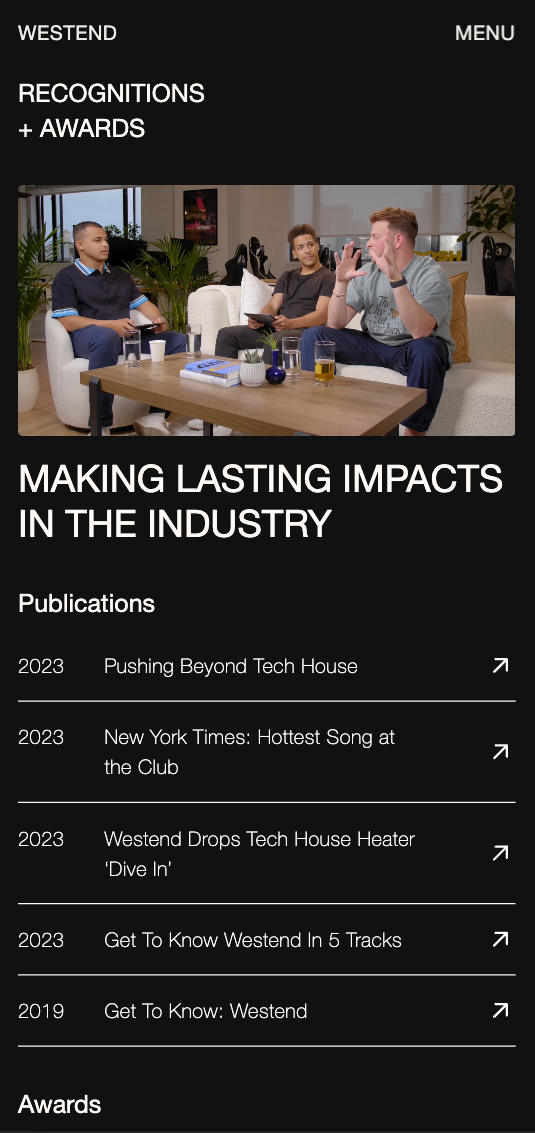 WESTEND
MENU
RECOGNITIONS
+ AWARDS
MAKING LASTING IMPACTS
IN THE INDUSTRY
Publications
2023 Pushing Beyond Tech House
2023 New York Times: Hottest Song at
the Club
2023 Westend Drops Tech House Heater
‘Dive In’
2023 Get To Know Westend In 5 Tracks
2019 Get To Know: Westend
Awards